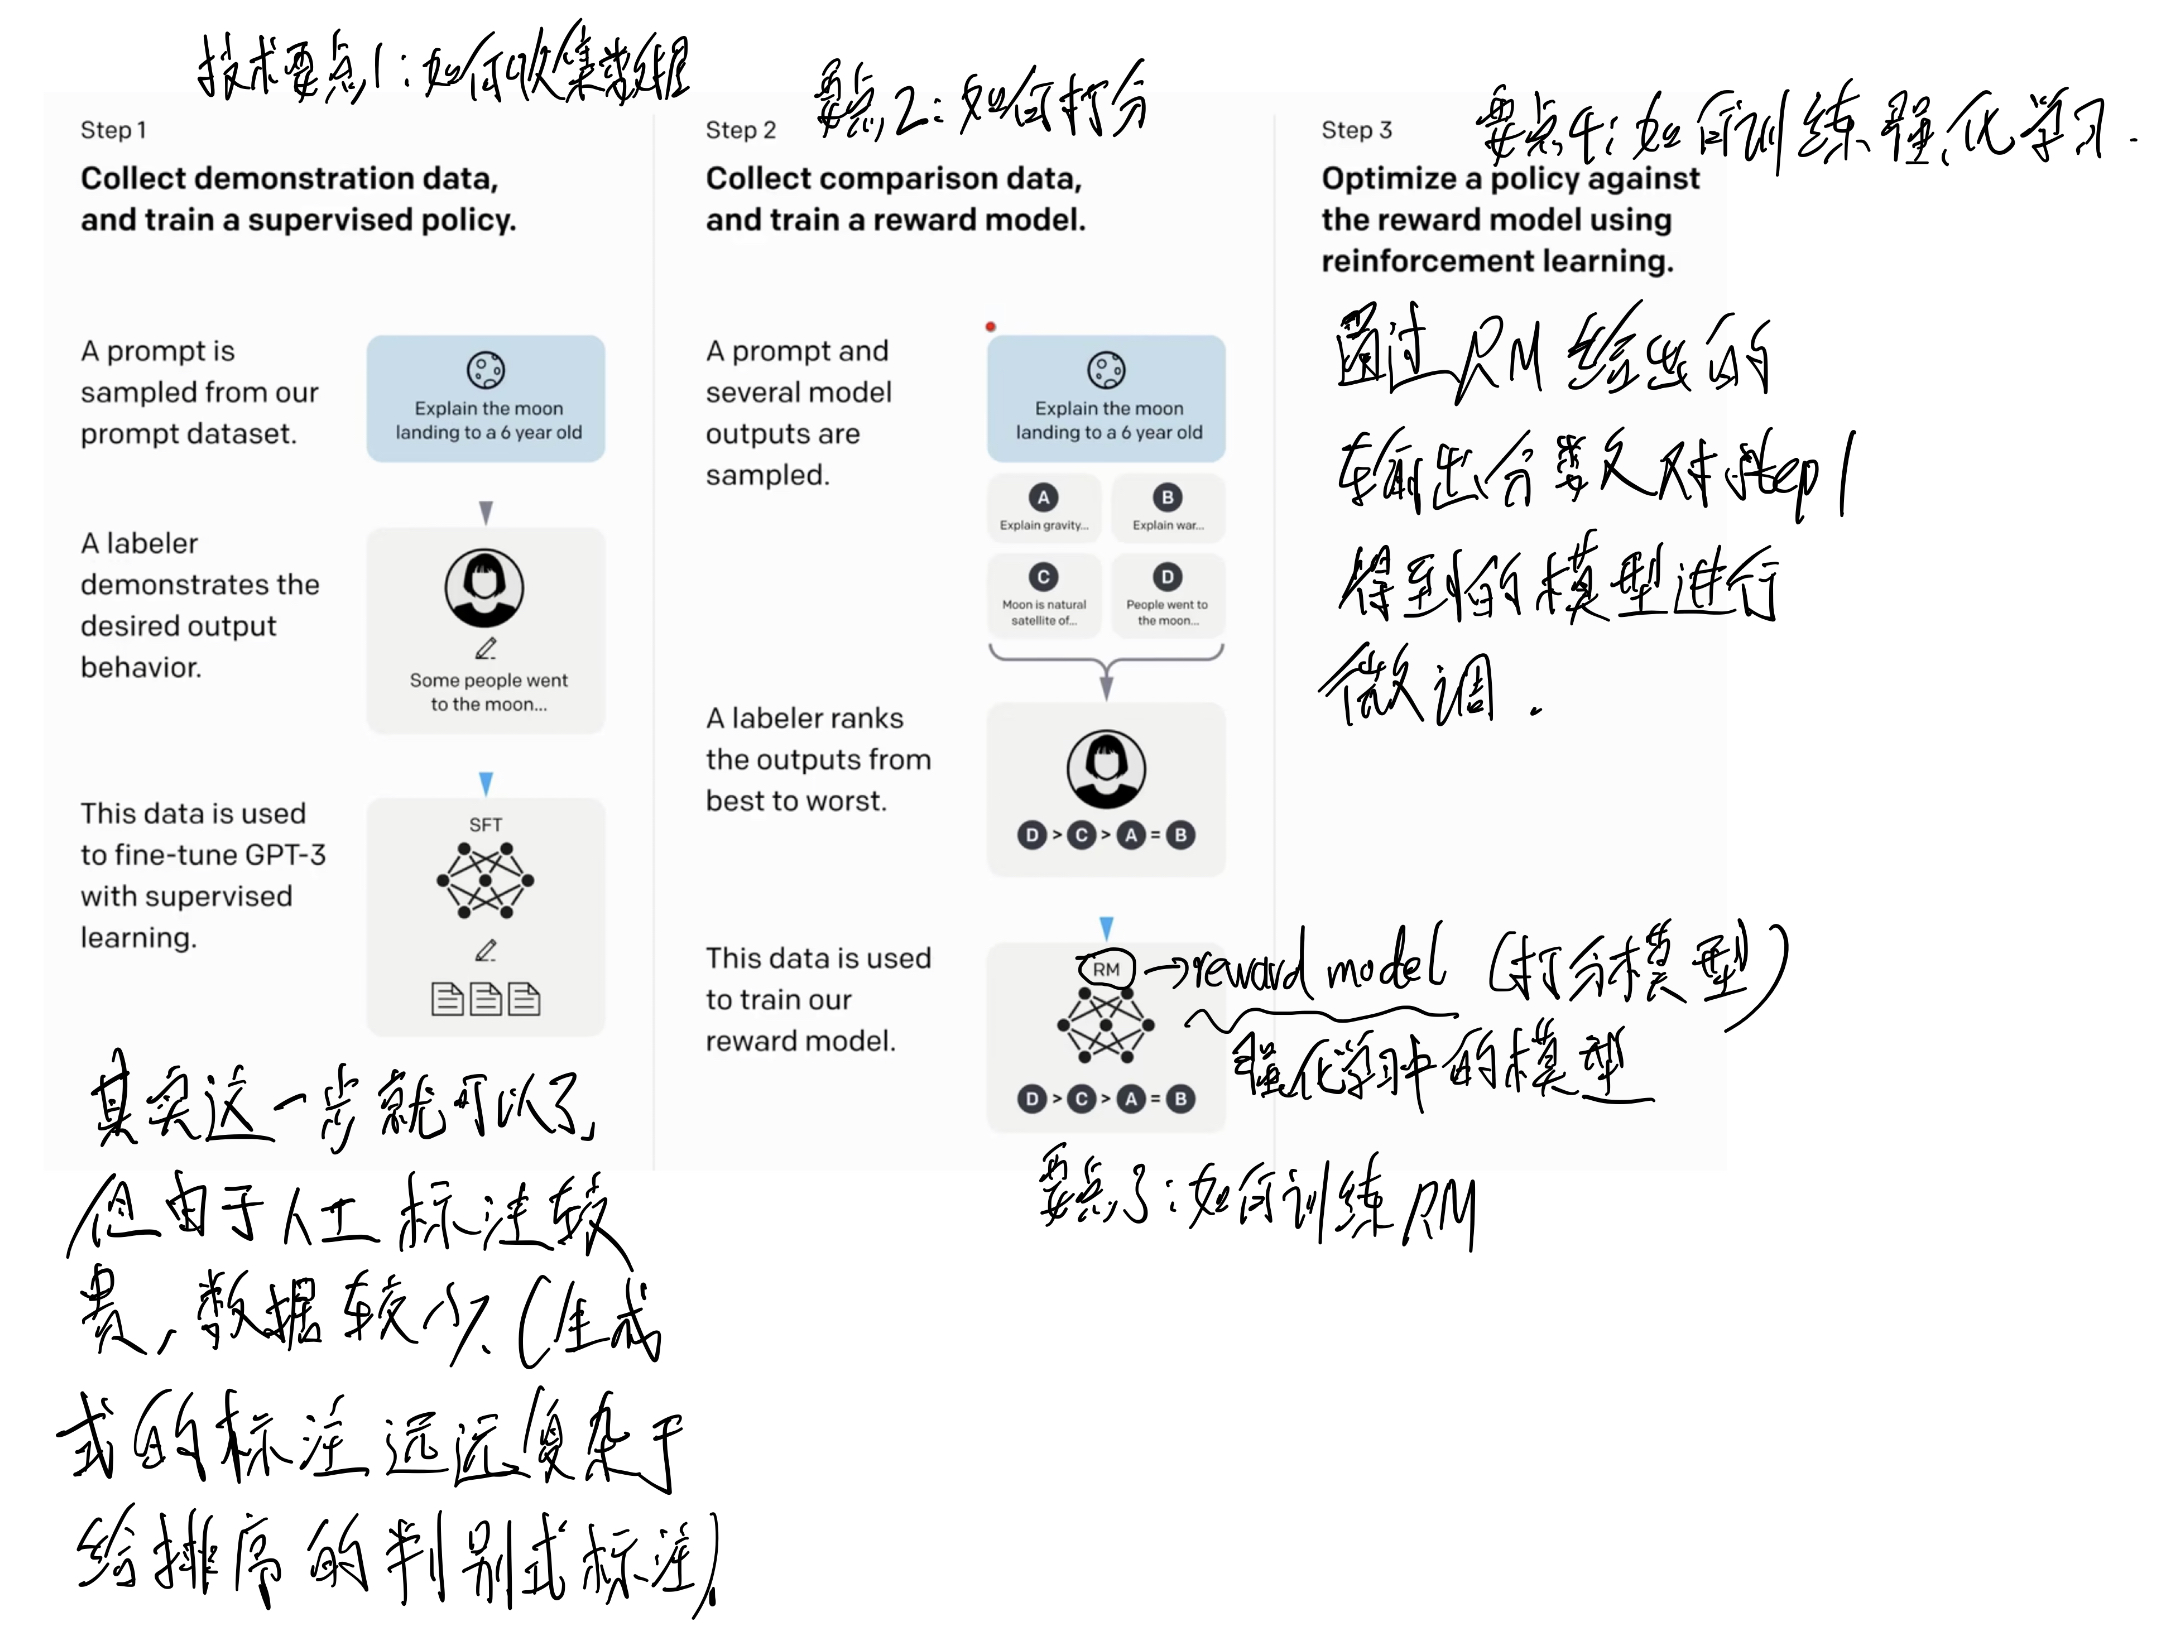 技术要点1：如何收集数据
Step 1
Collect demonstration data,
and train a supervised policy.
A prompt is
sampled from our
prompt dataset.
Explain the moon
landing to a 6 year old
A labeler
demonstrates the
desired output
behavior.
Some people went
to the moon...
This data is used
to fine-tune GPT-3
with supervised
learning.
SFT
其实这一步就可以了，
但由于人工标注较
贵，数据较少（生成
式的标注远远复杂于
给排序的判别式标注）
要点2：如何打分
Step 2
Collect comparison data,
and train a reward model.
A prompt and
several model
outputs are
sampled.
Explain the moon
landing to a 6 year old
A
Explain gravity...
B
Explain war...
C
Moon is natural
satellite of...
D
People went to
the moon...
A labeler ranks
the outputs from
best to worst.
D > C > A = B
This data is used
to train our
reward model.
RM →reward model（打分模型）
强化学习中的模型
D > C > A = B
要点3：如何训练RM
要点4：如何训练强化学习.
Step 3
Optimize a policy against
the reward model using
reinforcement learning.
通过RM给出的
输出分数对step1
得到的模型进行
微调.